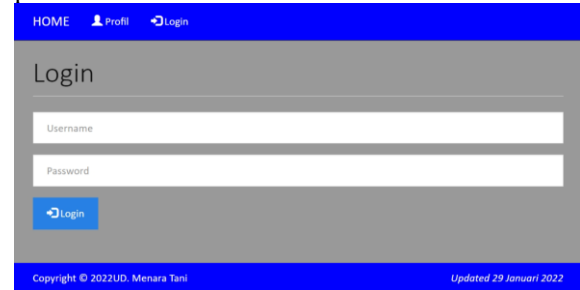 HOME Profil Login
Login
Username
Password
Login
Copyright © 2022UD. Menara Tani Updated 29 Januari 2022